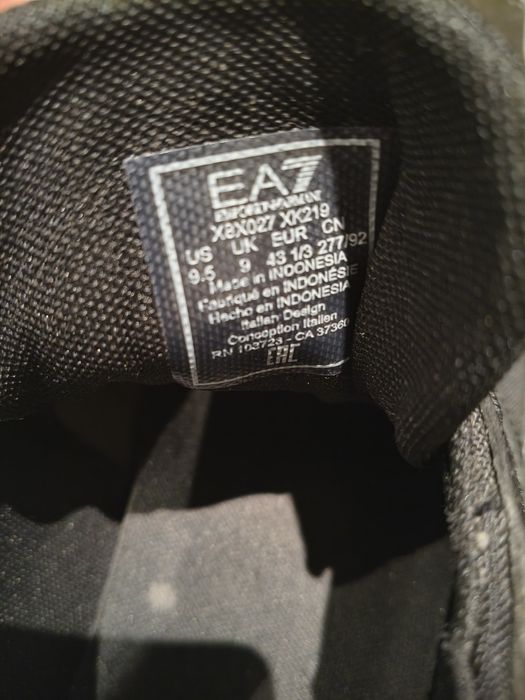 EA7
EMPORIO ARMANI
X8X027 XK219
US UK EUR CN
9.5 9 43 1/3 277/92
Made in INDONESIA
Fabriqué en INDONÉSIE
Hecho en INDONESIA
Italian Design
Conception Italien
RN 103723 - CA 37360
EAC